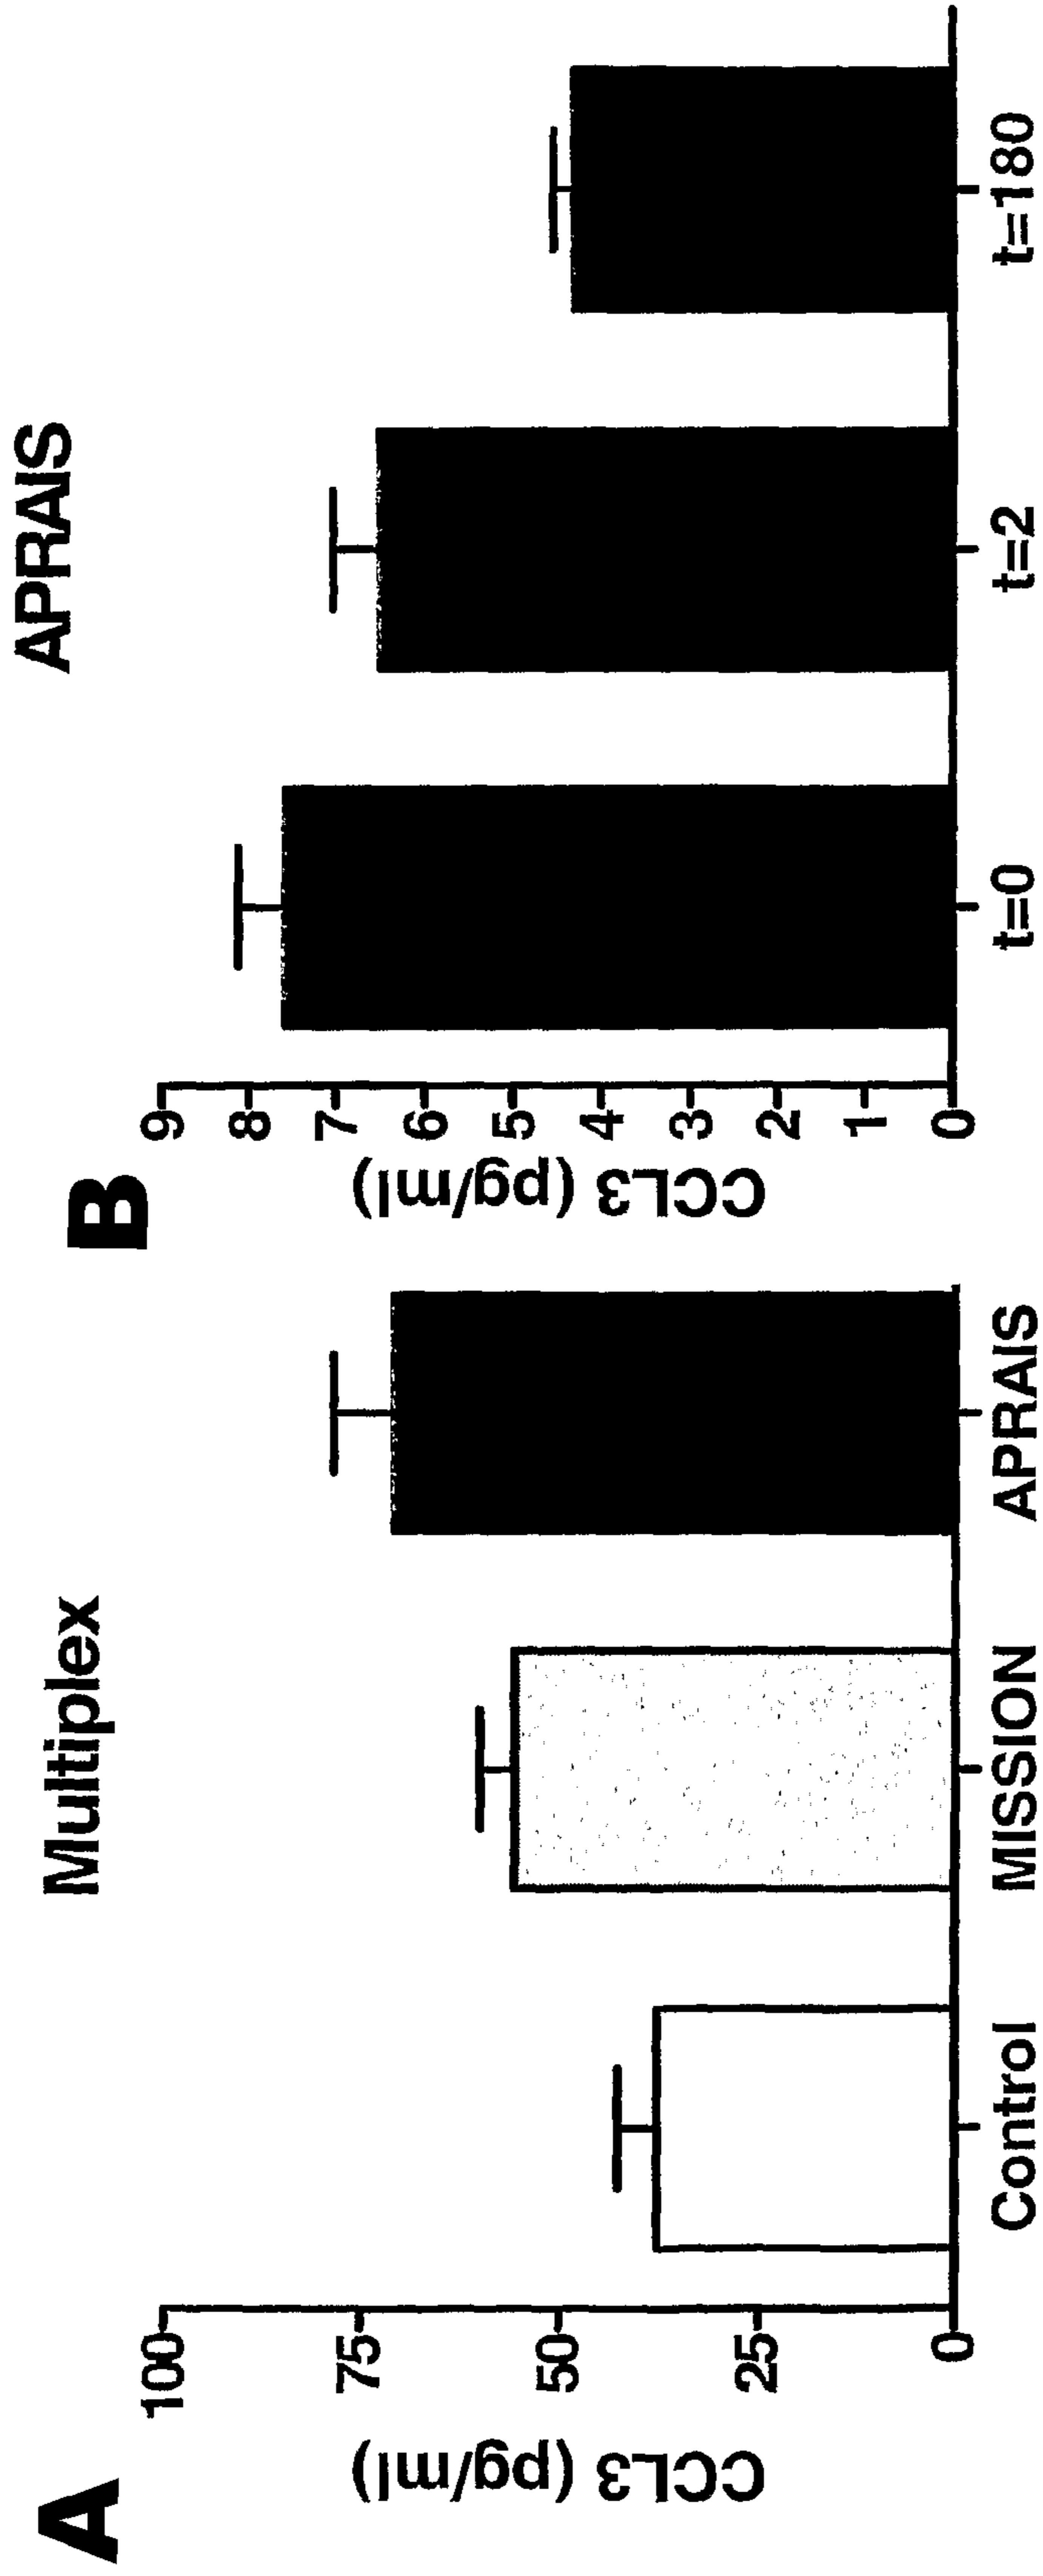 A
Multiplex
CCL3 (pg/ml)
100
75
50
25
0
Control
MISSION
APRAIS
B
APRAIS
CCL3 (pg/ml)
9
8
7
6
5
4
3
2
1
0
t=0
t=2
t=180